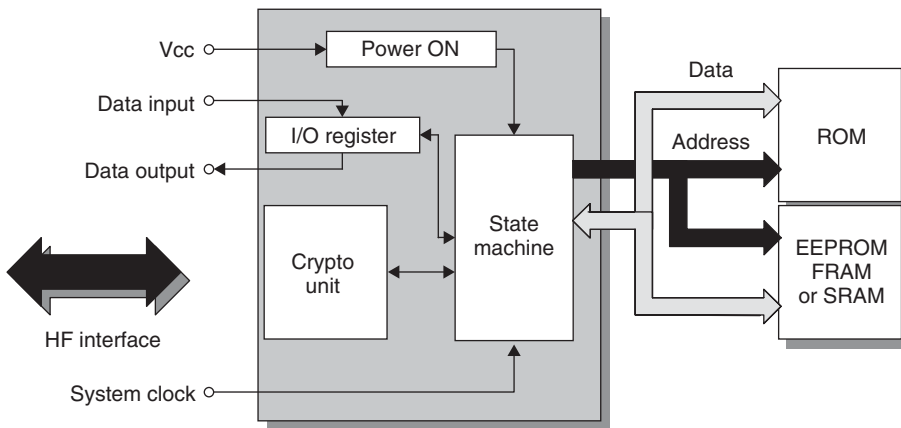 Vcc
Power ON
Data
Data input
I/O register
ROM
Address
Data output
State
machine
Crypto
unit
EEPROM
FRAM
or SRAM
HF interface
System clock